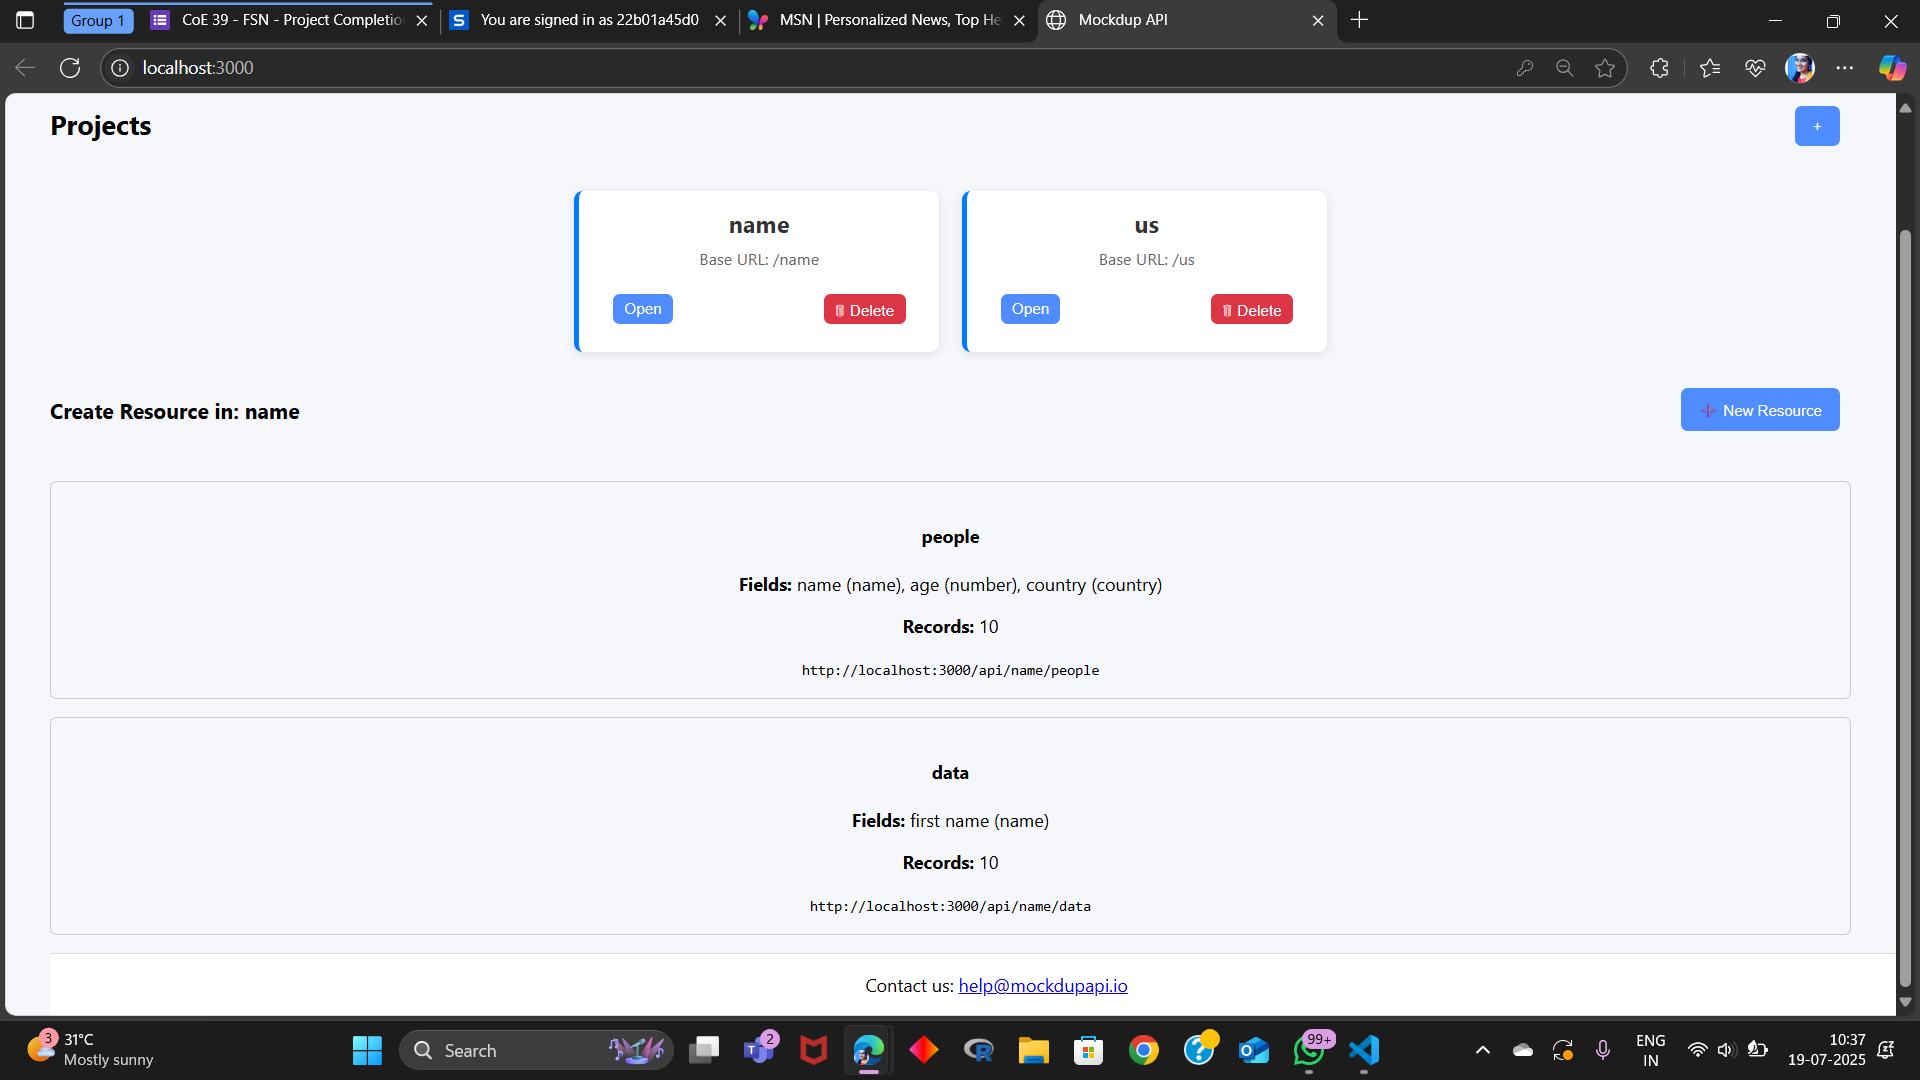 Group 1
CoE 39 - FSN - Project Completio
You are signed in as 22b01a45d0
MSN | Personalized News, Top He
Mockdup API
localhost:3000
Projects
+
name
Base URL: /name
Open
Delete
us
Base URL: /us
Open
Delete
Create Resource in: name
New Resource
people
Fields: name (name), age (number), country (country)
Records: 10
http://localhost:3000/api/name/people
data
Fields: first name (name)
Records: 10
http://localhost:3000/api/name/data
Contact us: help@mockdupapi.io
3
31°C
Mostly sunny
Search
2
99+
ENG
IN
10:37
19-07-2025